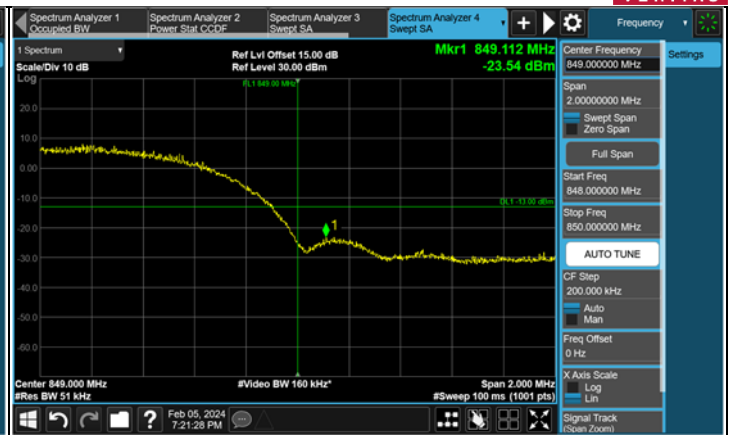 Spectrum Analyzer 1
Occupied BW
Spectrum Analyzer 2
Power Stat CCDF
Spectrum Analyzer 3
Swept SA
Spectrum Analyzer 4
Swept SA
+
Frequency
1 Spectrum
Scale/Div 10 dB
Log
Ref Lvl Offset 15.00 dB
Ref Level 30.00 dBm
Mkr1 849.112 MHz
-23.54 dBm
FL1 849.00 MHz
20.0
10.0
0.00
-10.0
-20.0
-30.0
-40.0
-50.0
-60.0
DL1 -13.00 dBm
1
Center 849.000 MHz
#Res BW 51 kHz
#Video BW 160 kHz*
Span 2.000 MHz
#Sweep 100 ms (1001 pts)
Center Frequency
849.000000 MHz
Settings
Span
2.00000000 MHz
Swept Span
Zero Span
Full Span
Start Freq
848.000000 MHz
Stop Freq
850.000000 MHz
AUTO TUNE
CF Step
200.000 kHz
Auto
Man
Freq Offset
0 Hz
X Axis Scale
Log
Lin
Signal Track
(Span Zoom)
?
Feb 05, 2024
7:21:28 PM